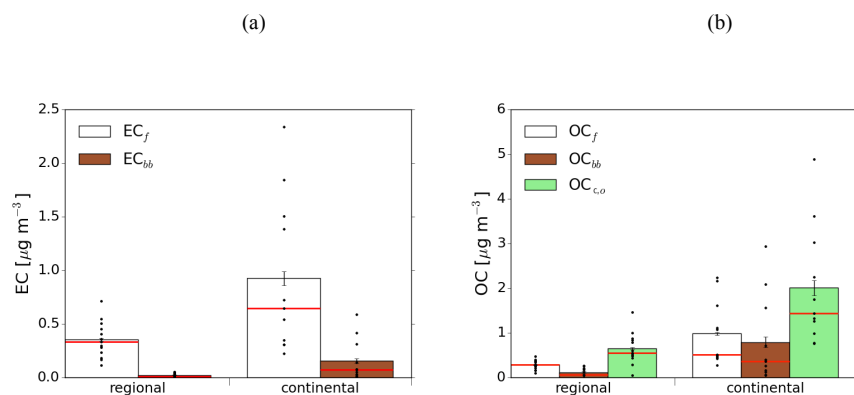 (a)
(b)
EC [μg m⁻³]
2.5
2.0
1.5
1.0
0.5
0.0
EC_f
EC_bb
regional
continental
OC [μg m⁻³]
6
5
4
3
2
1
0
OC_f
OC_bb
OC_c,o
regional
continental